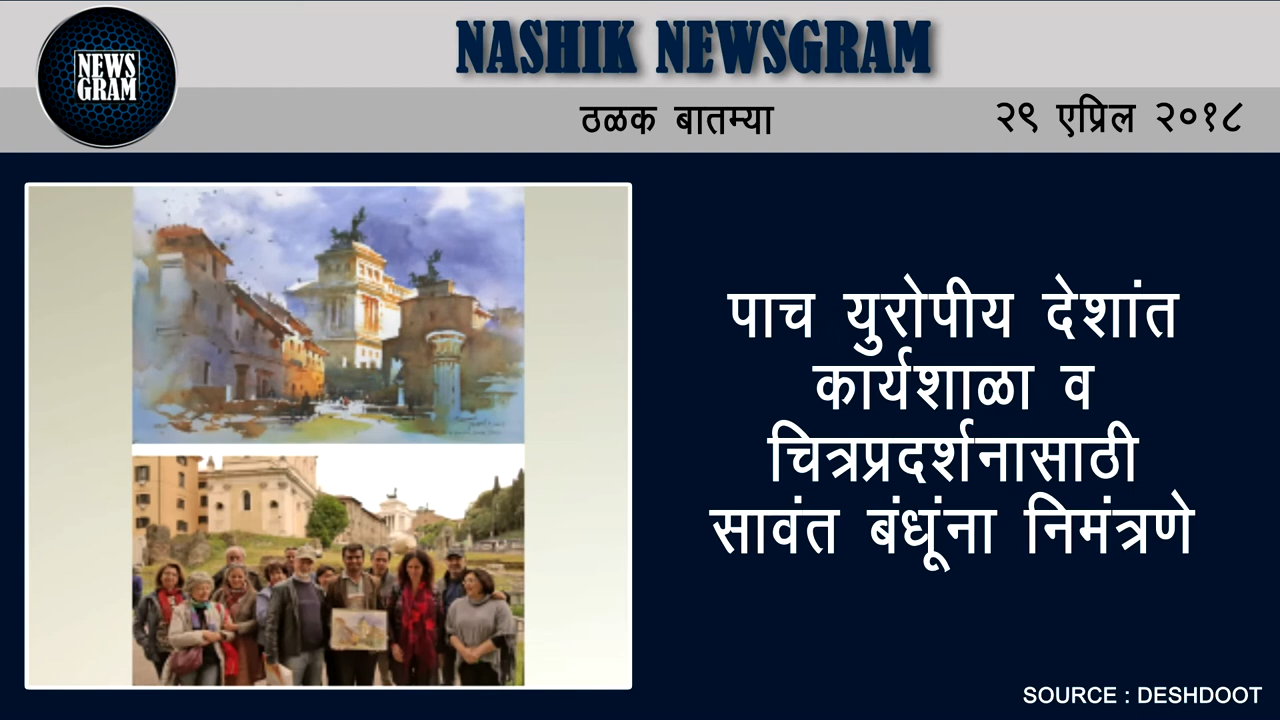 NEWS
GRAM
NASHIK NEWSGRAM
ठळक बातम्या
२९ एप्रिल २०१८
पाच युरोपीय देशांत
कार्यशाळा व
चित्रप्रदर्शनासाठी
सावंत बंधूंना निमंत्रणे
SOURCE : DESHDOOT